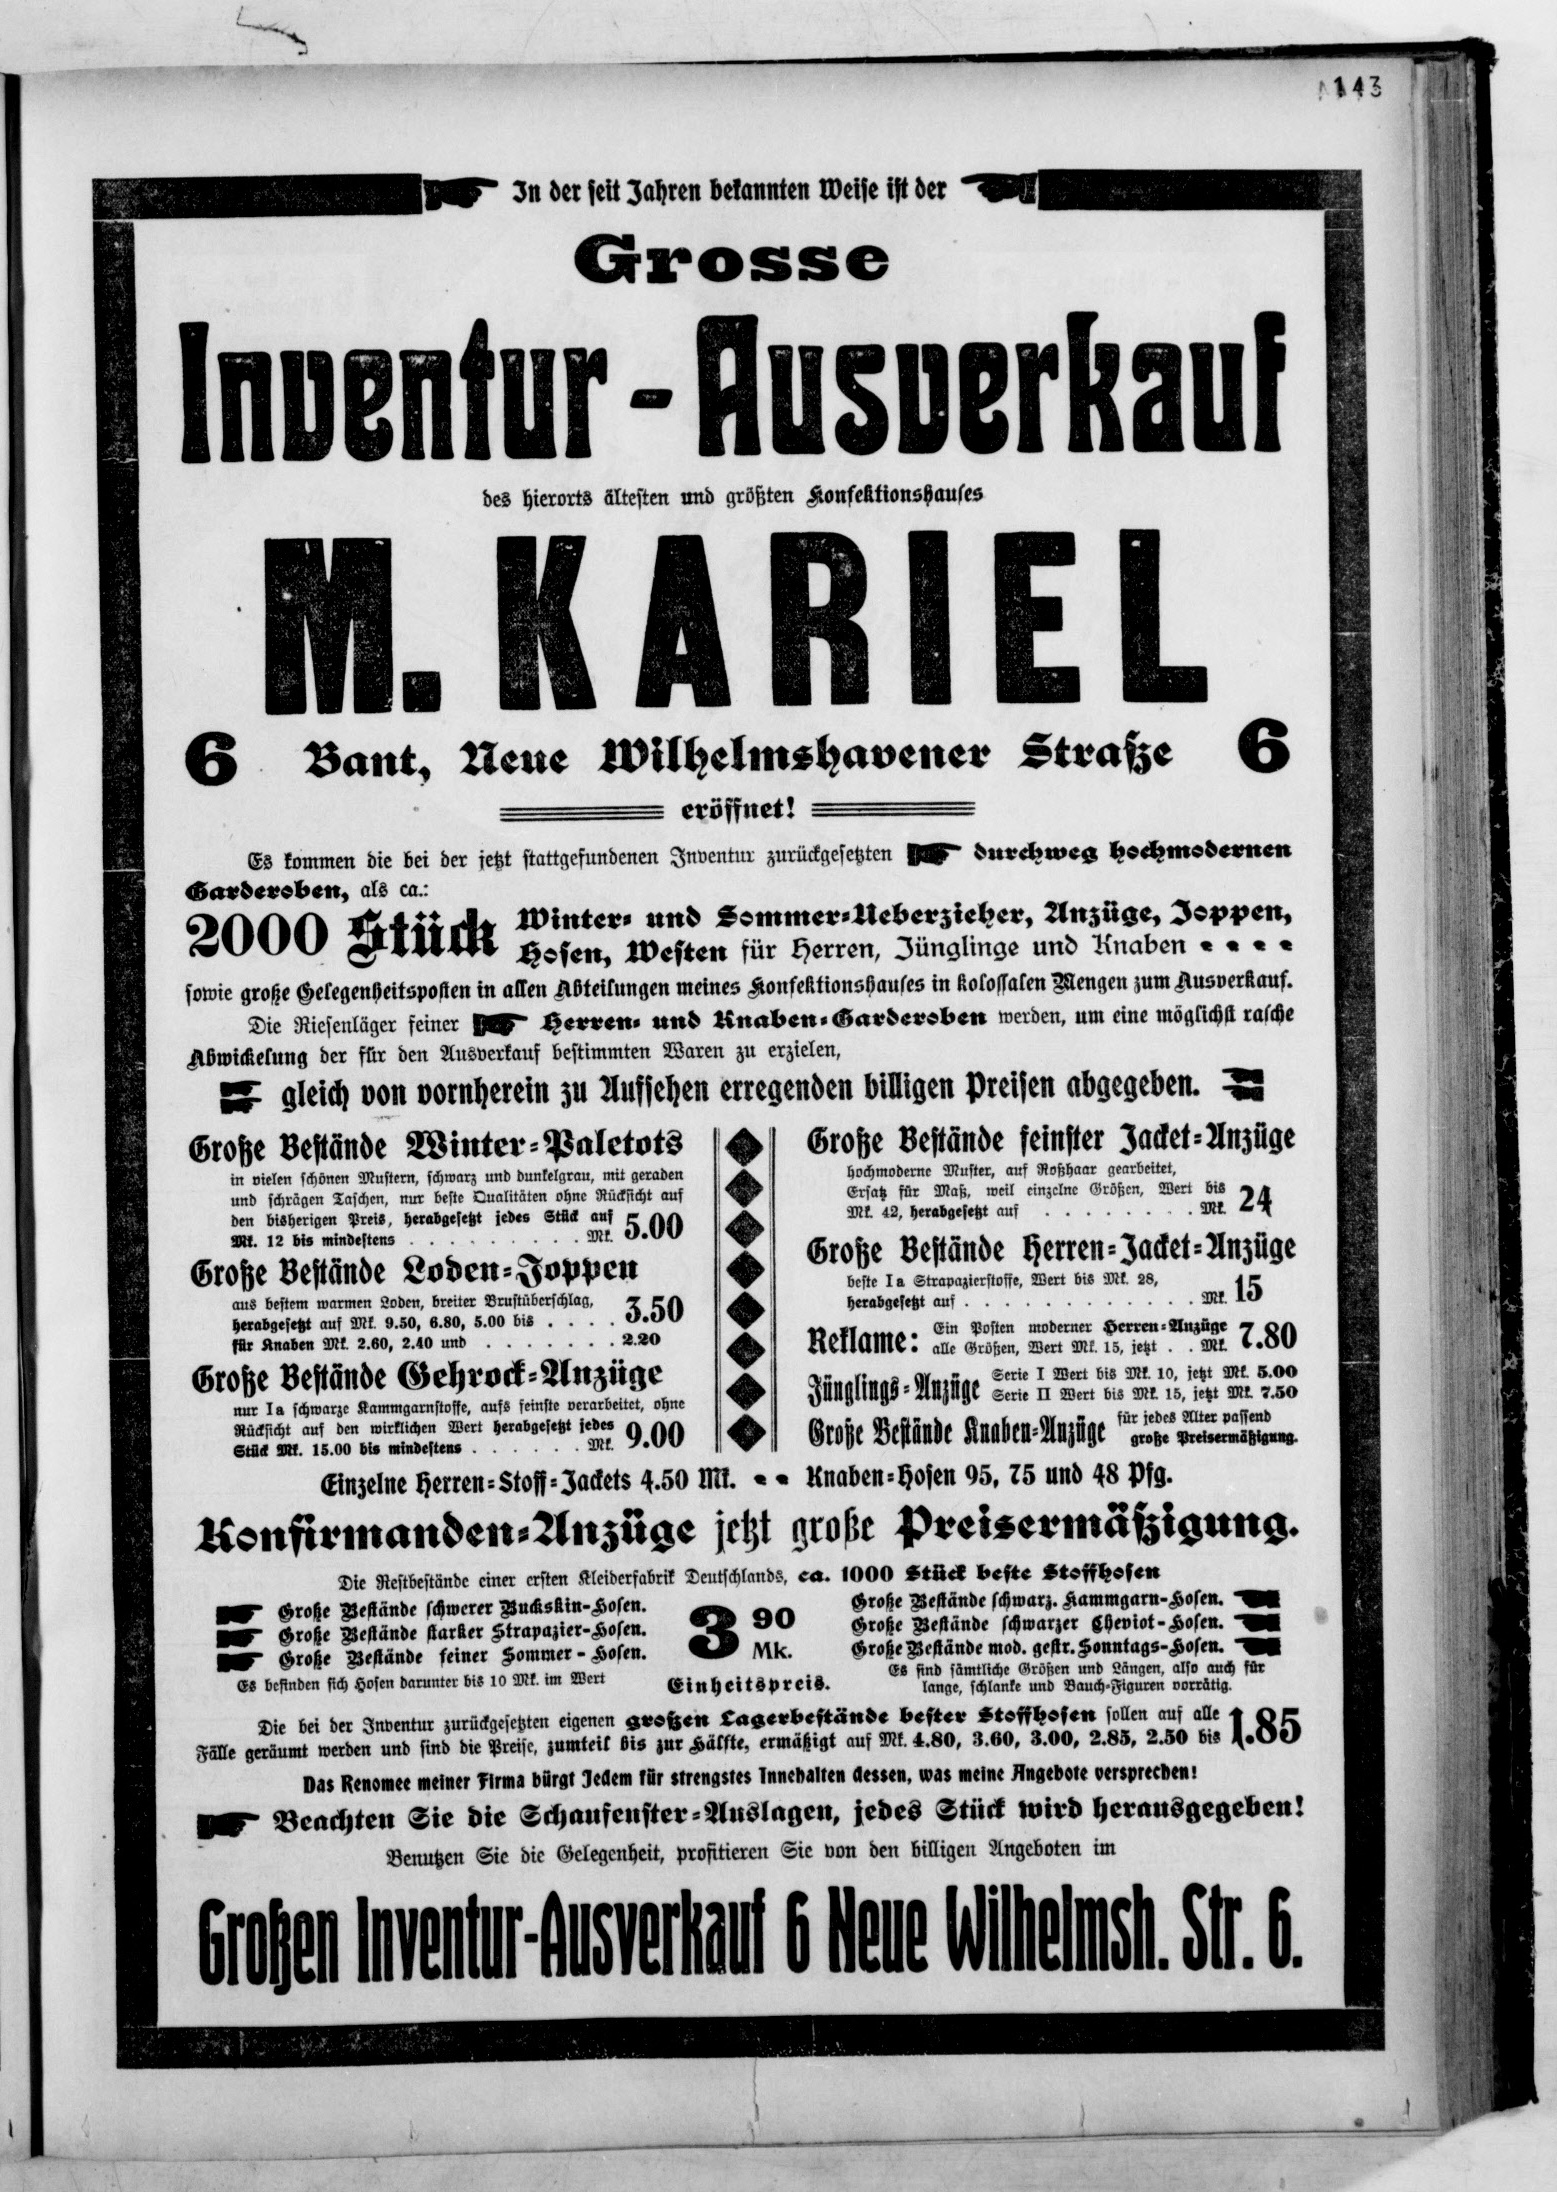 143
In der seit Jahren bekannten Weise ist der
Grosse
Inventur-Ausverkauf
des hierorts ältesten und größten Konfektionshauses
M. KARIEL
6 Bant, Neue Wilhelmshavener Straße 6
eröffnet!
Es kommen die bei der jetzt stattgefundenen Inventur zurückgesetzten durchweg hochmodernen
Garderoben, als ca.:
2000 Stück
Winter- und Sommer-Ueberzieher, Anzüge, Joppen,
Hosen, Westen für Herren, Jünglinge und Knaben
sowie große Gelegenheitsposten in allen Abteilungen meines Konfektionshauses in kolossalen Mengen zum Ausverkauf.
Die Riesenläger feiner Herren- und Knaben-Garderoben werden, um eine möglichst rasche
Abwickelung der für den Ausverkauf bestimmten Waren zu erzielen,
gleich von vornherein zu Aufsehen erregenden billigen Preisen abgegeben.
Große Bestände Winter-Paletots
in vielen schönen Mustern, schwarz und dunkelgrau, mit geraden
und schrägen Taschen, nur beste Qualitäten ohne Rücksicht auf
den bisherigen Preis, herabgesetzt jedes Stück auf
Mk. 12 bis mindestens . . . . . . . . . Mk. 5.00
Große Bestände Loden-Joppen
aus bestem warmen Loden, breiter Brustüberschlag,
herabgesetzt auf Mk. 9.50, 6.80, 5.00 bis . . . . 3.50
für Knaben Mk. 2.60, 2.40 und . . . . . . . 2.20
Große Bestände Gehrock-Anzüge
nur Ia schwarze Kammgarnstoffe, aufs feinste verarbeitet, ohne
Rücksicht auf den wirklichen Wert herabgesetzt jedes
Stück Mk. 15.00 bis mindestens . . . . . . Mk. 9.00
Große Bestände feinster Jacket-Anzüge
hochmoderne Muster, auf Roßhaar gearbeitet,
Ersatz für Maß, weil einzelne Größen, Wert bis
Mk. 42, herabgesetzt auf . . . . . . . . Mk. 24
Große Bestände Herren-Jacket-Anzüge
beste Ia Strapazierstoffe, Wert bis Mk. 28,
herabgesetzt auf . . . . . . . . . . . . Mk. 15
Reklame: Ein Posten moderner Herren-Anzüge
alle Größen, Wert Mk. 15, jetzt . . Mk. 7.80
Jünglings-Anzüge Serie I Wert bis Mk. 10, jetzt Mk. 5.00
Serie II Wert bis Mk. 15, jetzt Mk. 7.50
Große Bestände Knaben-Anzüge für jedes Alter passend
große Preisermäßigung.
Einzelne Herren-Stoff-Jackets 4.50 Mk. Knaben-Hosen 95, 75 und 48 Pfg.
Konfirmanden-Anzüge jetzt große Preisermäßigung.
Die Restbestände einer ersten Kleiderfabrik Deutschlands, ca. 1000 Stück beste Stoffhosen
Große Bestände schwerer Buckskin-Hosen.
Große Bestände starker Strapazier-Hosen.
Große Bestände feiner Sommer-Hosen.
Es befinden sich Hosen darunter bis 10 Mk. im Wert
3 90 Mk.
Einheitspreis.
Große Bestände schwarz. Kammgarn-Hosen.
Große Bestände schwarzer Cheviot-Hosen.
Große Bestände mod. gestr. Sonntags-Hosen.
Es sind sämtliche Größen und Längen, also auch für
lange, schlanke und Bauch-Figuren vorrätig.
Die bei der Inventur zurückgesetzten eigenen großen Lagerbestände bester Stoffhosen sollen auf alle
Fälle geräumt werden und sind die Preise, zumteil bis zur Hälfte, ermäßigt auf Mk. 4.80, 3.60, 3.00, 2.85, 2.50 bis 1.85
Das Renomee meiner Firma bürgt Jedem für strengstes Innehalten dessen, was meine Angebote versprechen!
Beachten Sie die Schaufenster-Auslagen, jedes Stück wird herausgegeben!
Benutzen Sie die Gelegenheit, profitieren Sie von den billigen Angeboten im
Großen Inventur-Ausverkauf 6 Neue Wilhelmsh. Str. 6.